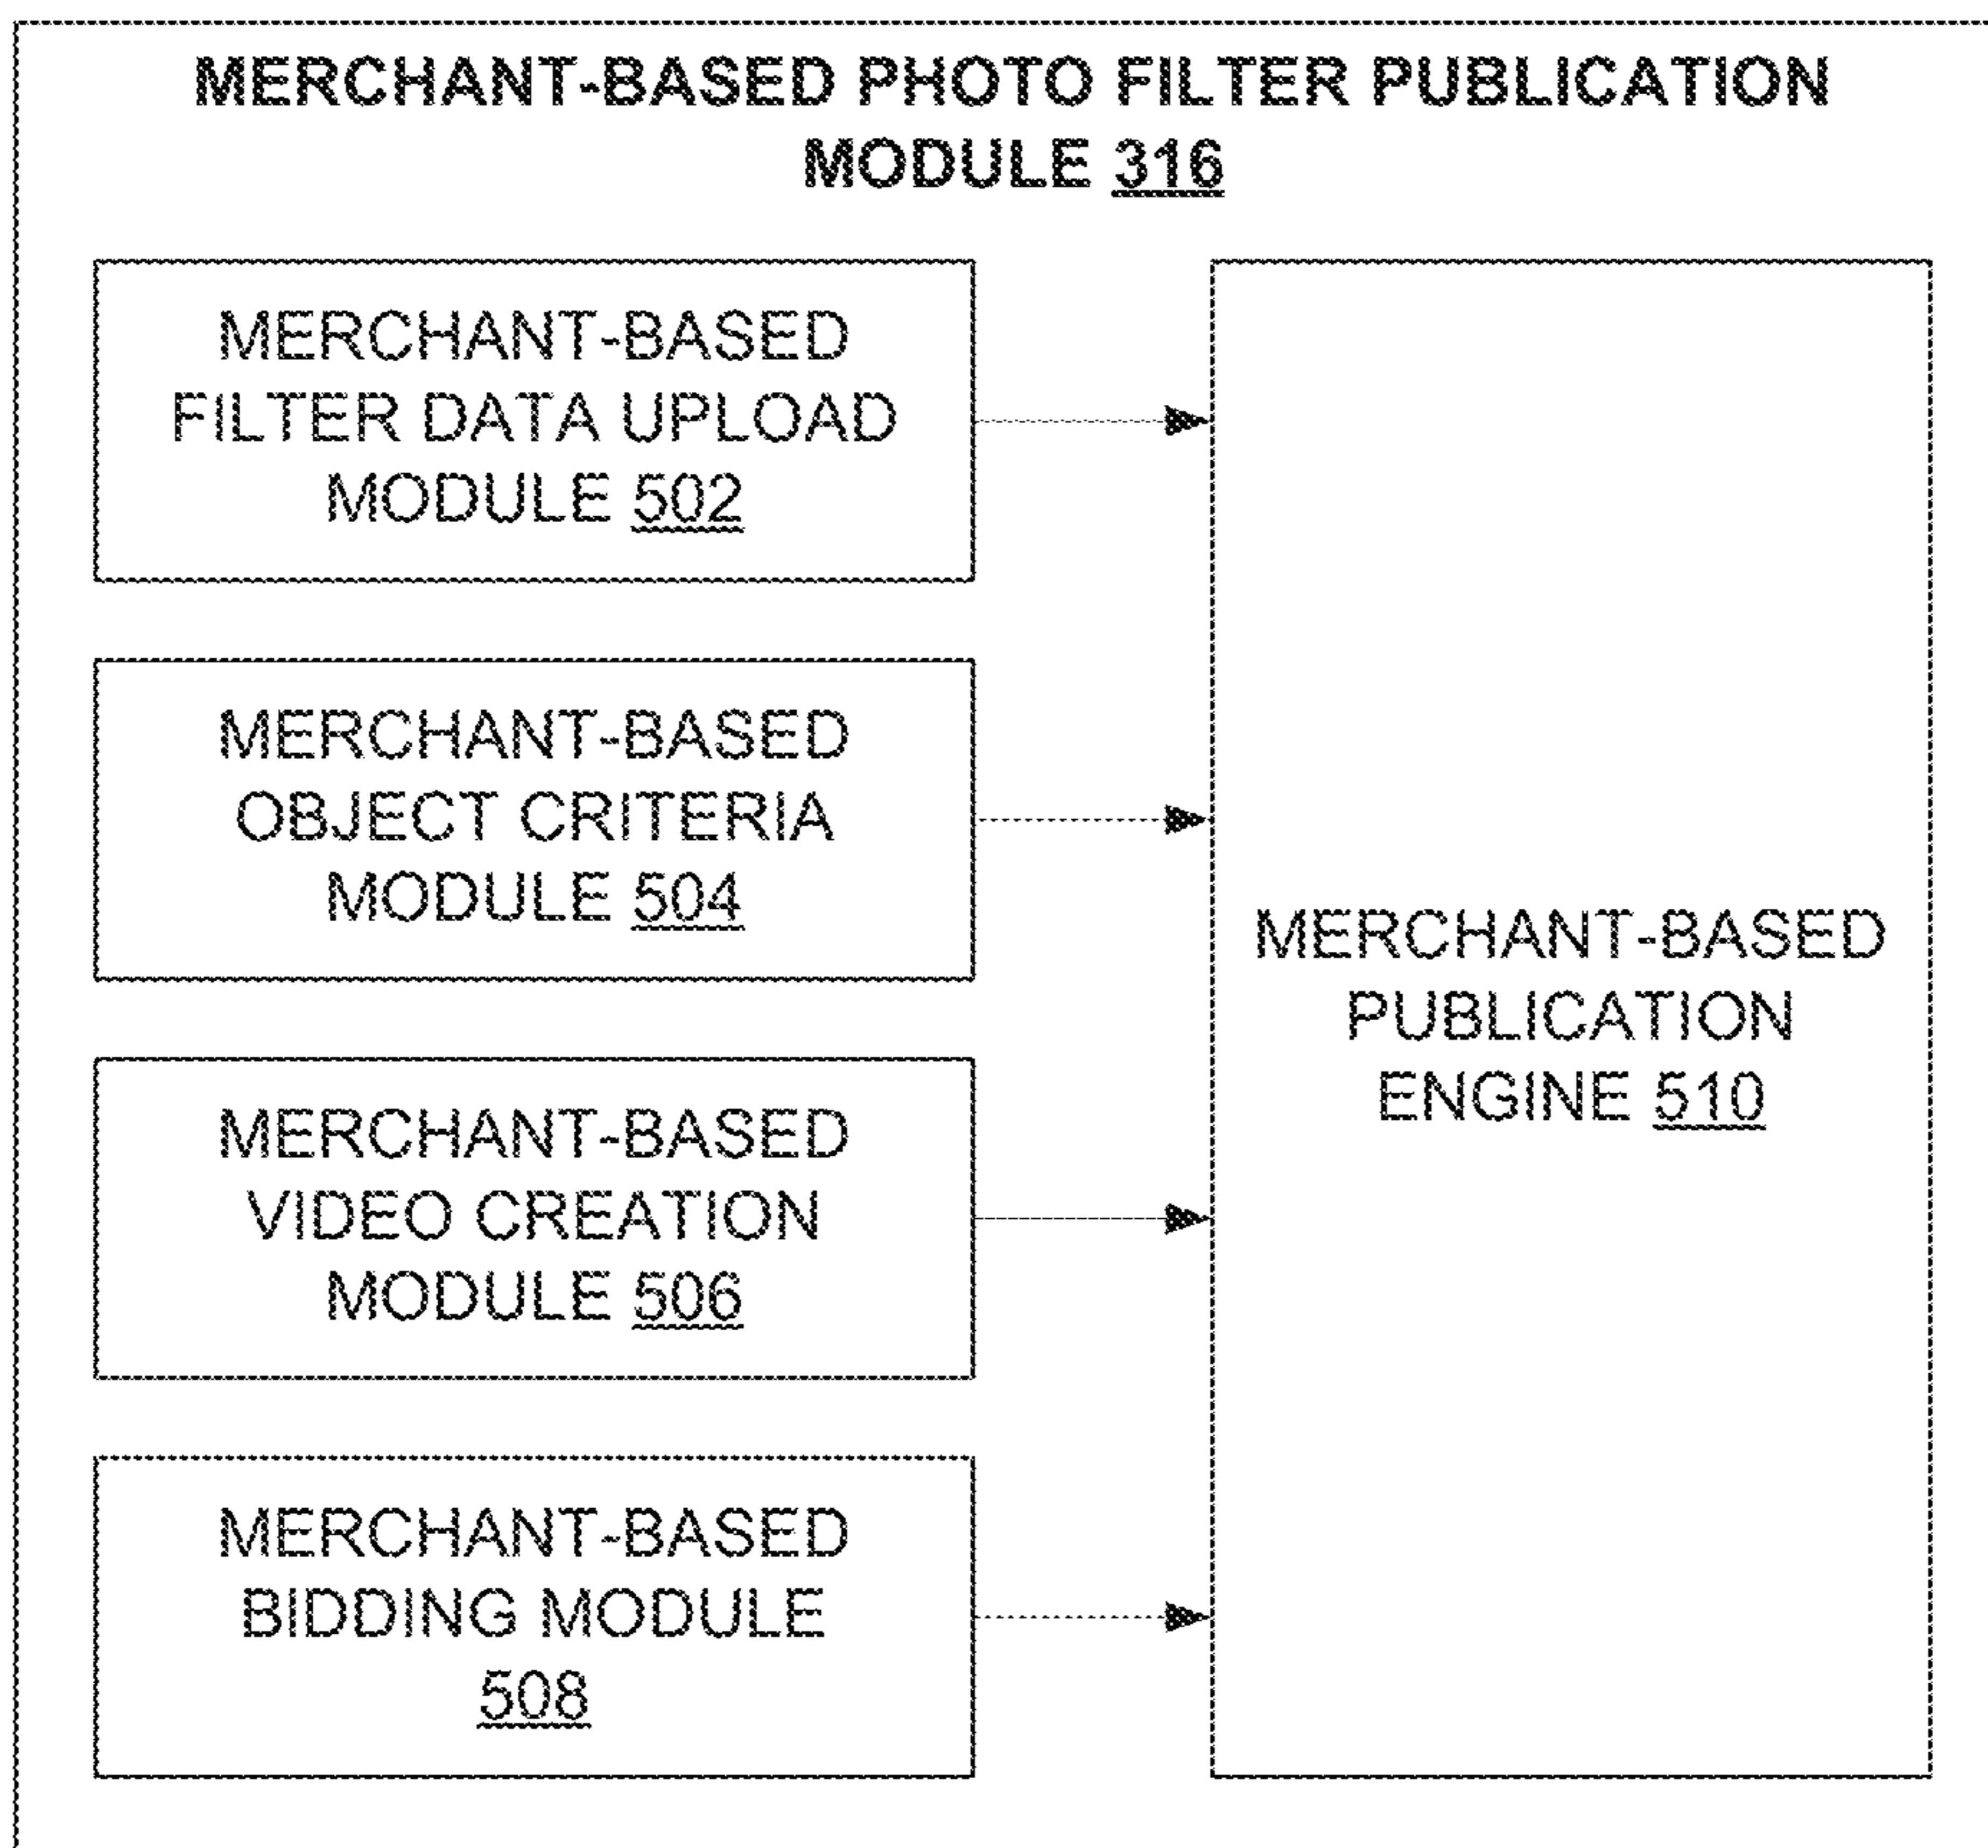 MERCHANT-BASED PHOTO FILTER PUBLICATION
MODULE 316
MERCHANT-BASED
FILTER DATA UPLOAD
MODULE 502
MERCHANT-BASED
OBJECT CRITERIA
MODULE 504
MERCHANT-BASED
VIDEO CREATION
MODULE 506
MERCHANT-BASED
BIDDING MODULE
508
MERCHANT-BASED
PUBLICATION
ENGINE 510